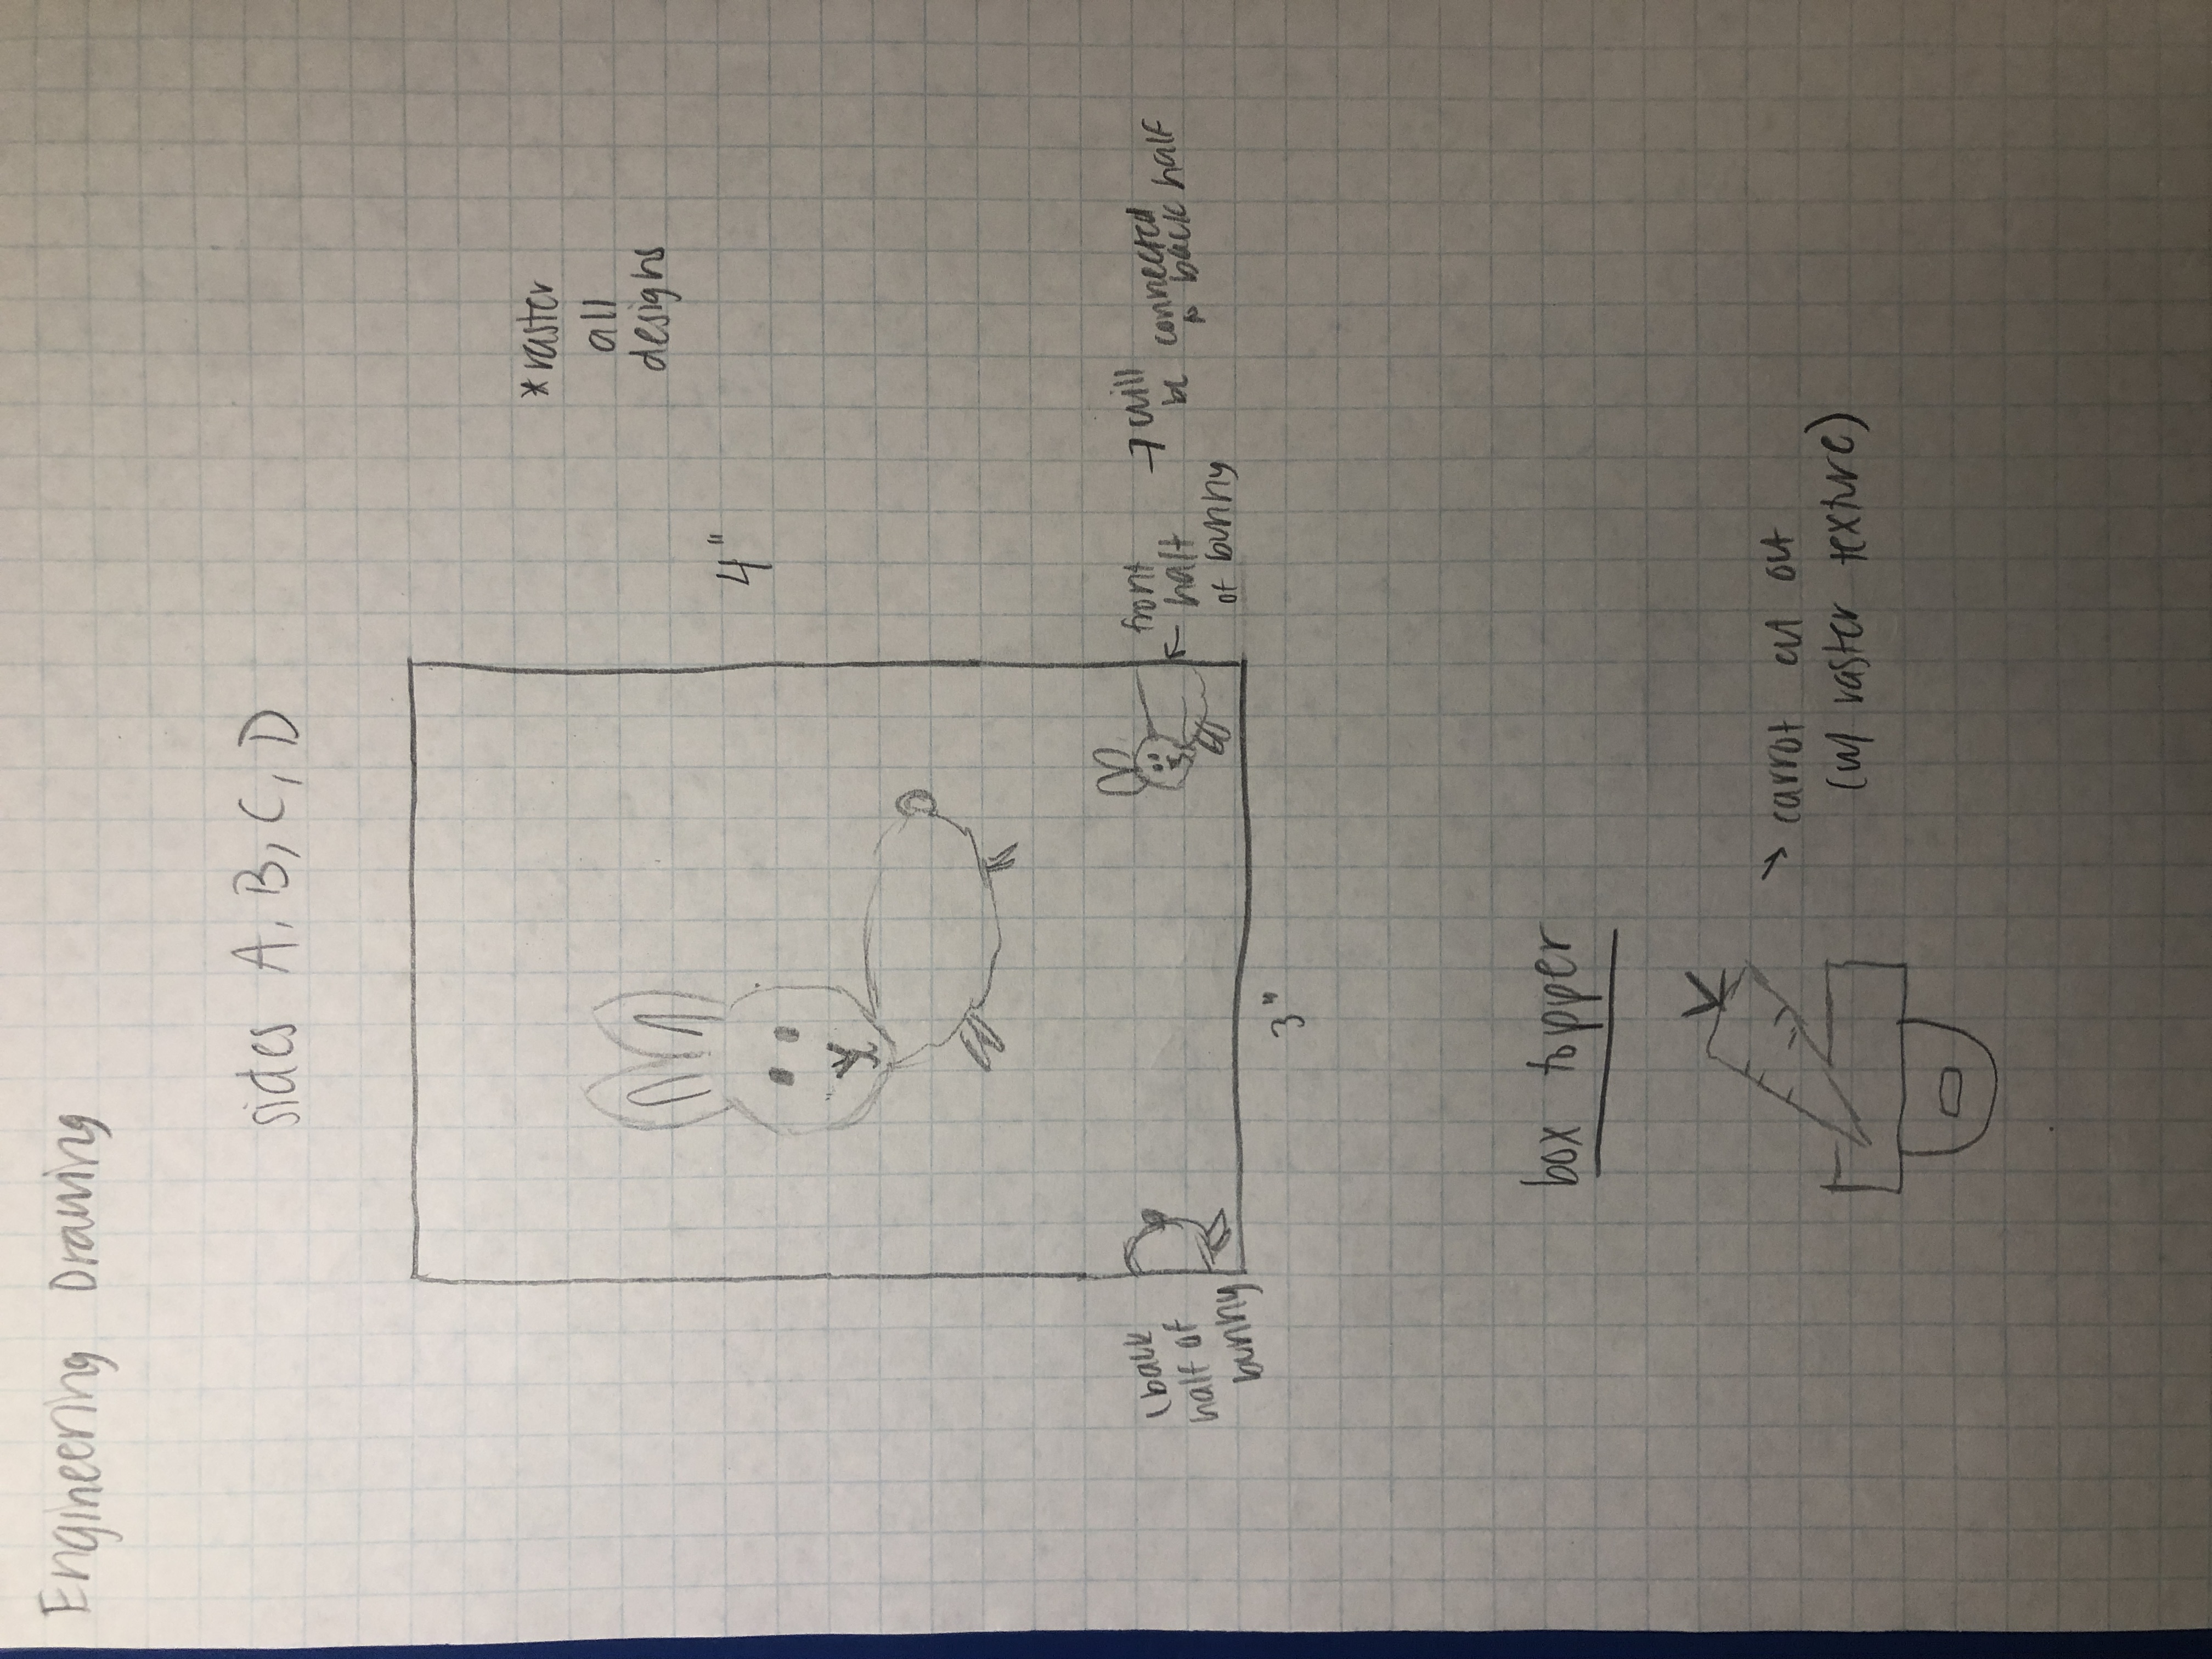 Engineering Drawing
sides A, B, C, D
*raster
all
designs
4"
back
half of
bunny
front
half
of bunny
→ will
be connected
to back half
3"
box topper
→ carrot cut out
(w/ raster texture)